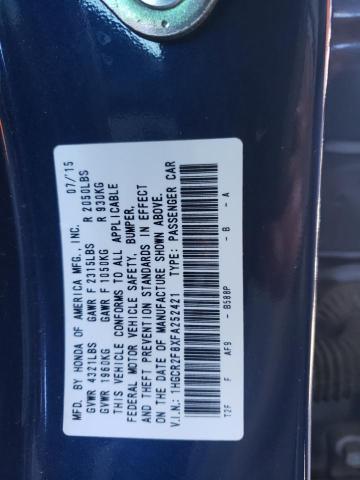 MFD. BY HONDA OF AMERICA MFG., INC. 07/15
GVWR 4321LBS GAWR F 2315LBS R 2050LBS
GVWR 1960KG GAWR F 1050KG R 930KG
THIS VEHICLE CONFORMS TO ALL APPLICABLE
FEDERAL MOTOR VEHICLE SAFETY, BUMPER,
AND THEFT PREVENTION STANDARDS IN EFFECT
ON THE DATE OF MANUFACTURE SHOWN ABOVE.
V.I.N.: 1HGCR2F8XFA252421 TYPE: PASSENGER CAR
T2F F AF9 - B588P - B - A